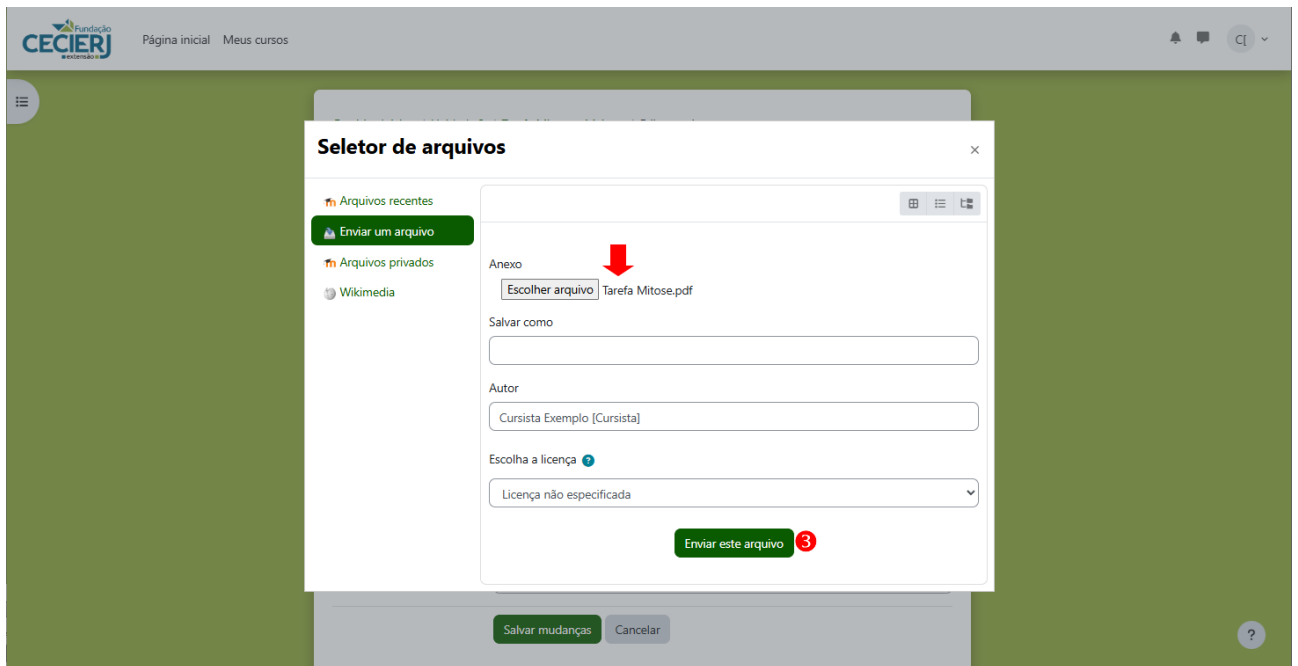 Fundação
CECIERJ
extensão
Página inicial Meus cursos
C[
Seletor de arquivos
×
Arquivos recentes
Enviar um arquivo
Arquivos privados
Wikimedia
Anexo
Escolher arquivo Tarefa Mitose.pdf
Salvar como
Autor
Cursista Exemplo [Cursista]
Escolha a licença ?
Licença não especificada
Enviar este arquivo 3
Salvar mudanças Cancelar
?